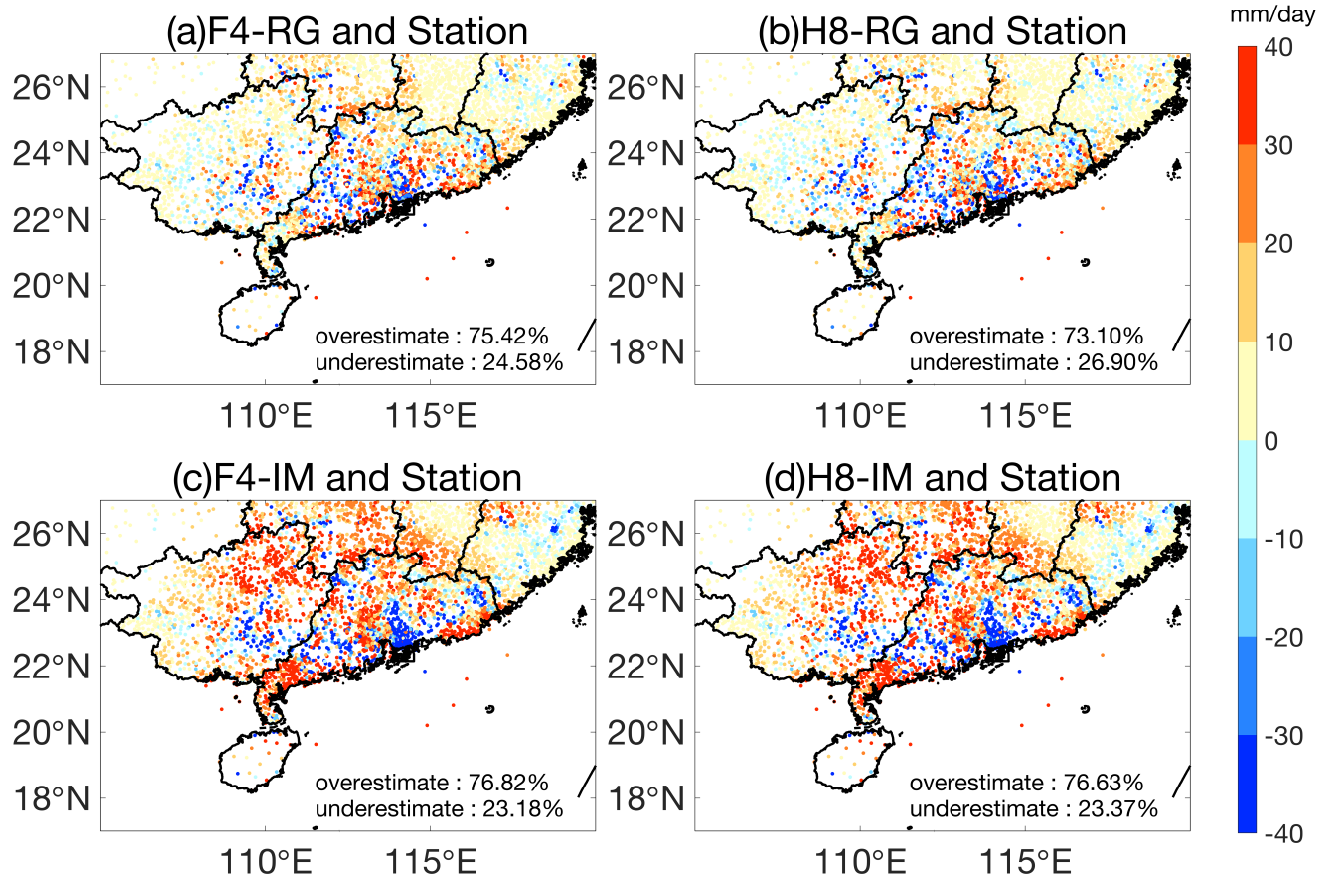 mm/day
(a)F4-RG and Station
(b)H8-RG and Station
26°N
24°N
22°N
20°N
18°N
overestimate : 75.42%
underestimate : 24.58%
110°E
115°E
26°N
24°N
22°N
20°N
18°N
overestimate : 73.10%
underestimate : 26.90%
110°E
115°E
(c)F4-IM and Station
(d)H8-IM and Station
26°N
24°N
22°N
20°N
18°N
overestimate : 76.82%
underestimate : 23.18%
110°E
115°E
26°N
24°N
22°N
20°N
18°N
overestimate : 76.63%
underestimate : 23.37%
110°E
115°E
40
30
20
10
0
-10
-20
-30
-40